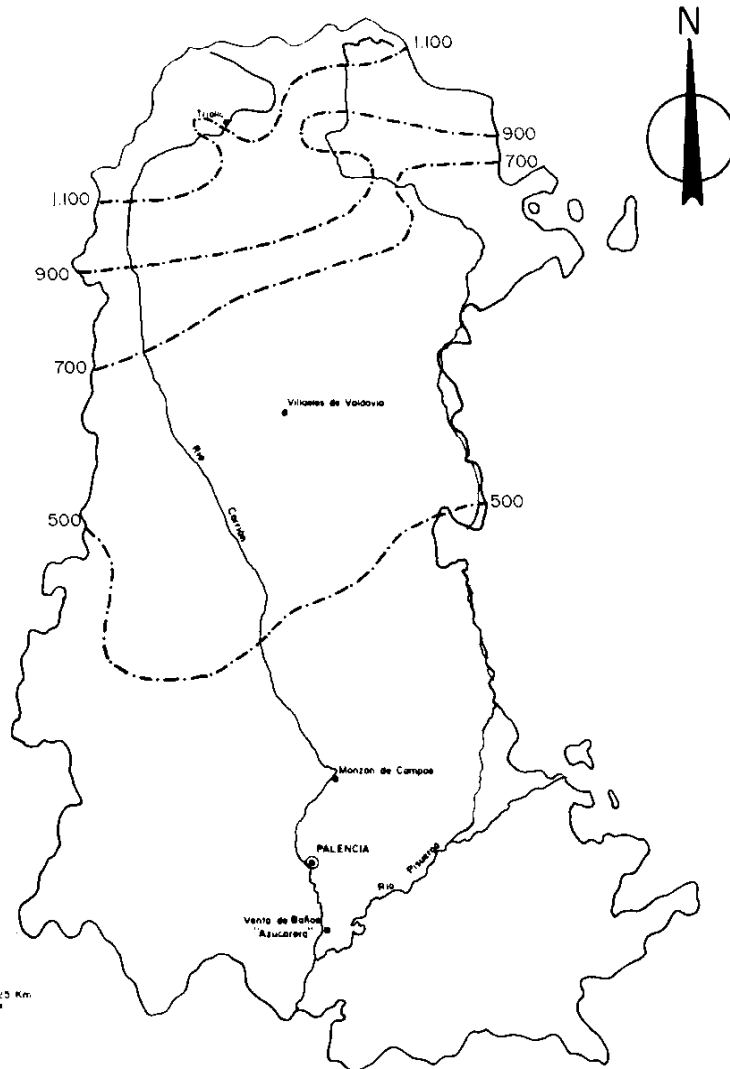 N
1.100
900
700
1.100
900
700
Villaeles de Valdavia
Rio
Carrión
500
500
Monzon de Campos
PALENCIA
Rio
Pisuerga
Venta de Baños
"Azucarera"
25 Km